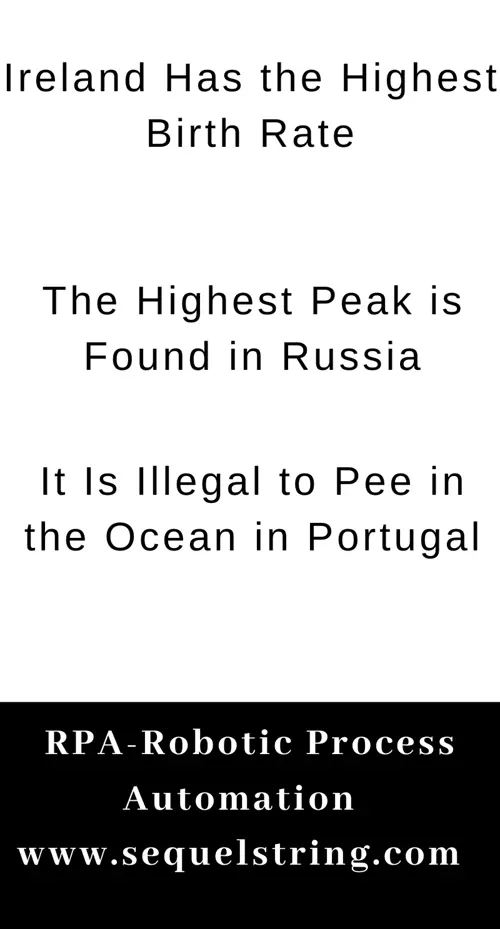 Ireland Has the Highest
Birth Rate
The Highest Peak is
Found in Russia
It Is Illegal to Pee in
the Ocean in Portugal
RPA-Robotic Process
Automation
www.sequelstring.com